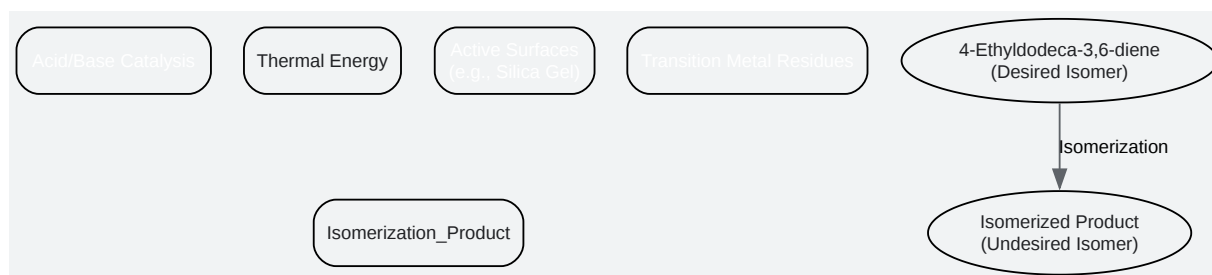 Acid/Base Catalysis
Thermal Energy
Active Surfaces
(e.g., Silica Gel)
Transition Metal Residues
4-Ethyldodeca-3,6-diene
(Desired Isomer)
Isomerization
Isomerization_Product
Isomerized Product
(Undesired Isomer)